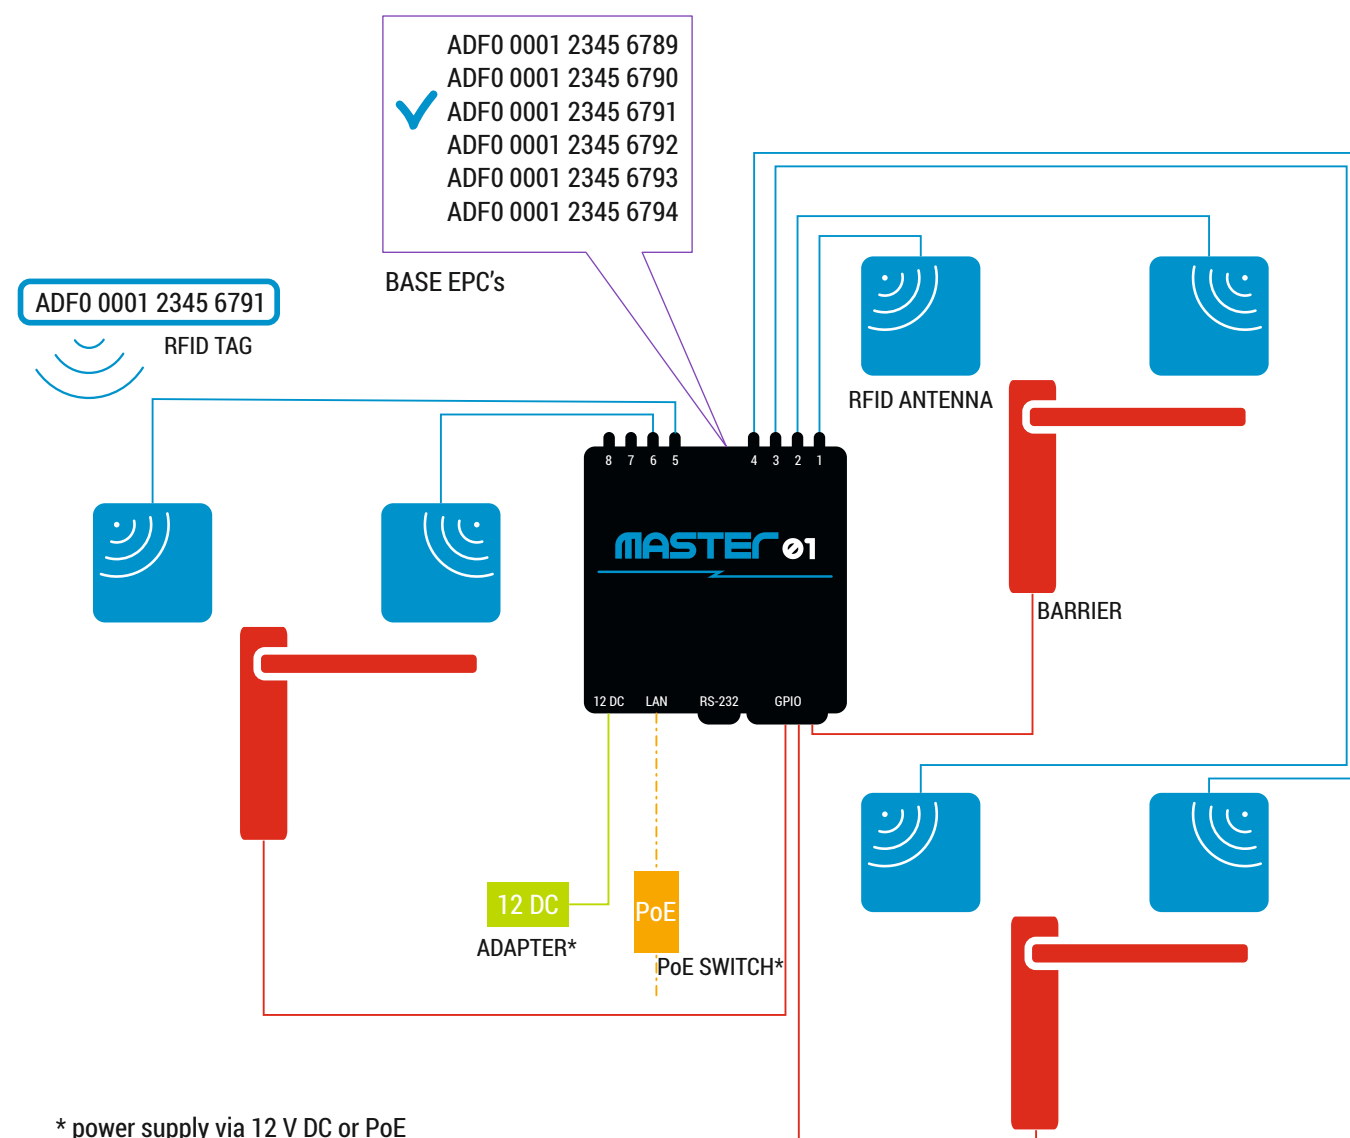 ADF0 0001 2345 6789
ADF0 0001 2345 6790
ADF0 0001 2345 6791
ADF0 0001 2345 6792
ADF0 0001 2345 6793
ADF0 0001 2345 6794
BASE EPC's
ADF0 0001 2345 6791
RFID TAG
RFID ANTENNA
8 7 6 5 4 3 2 1
MASTER 01
BARRIER
12 DC LAN RS-232 GPIO
12 DC
ADAPTER*
PoE
PoE SWITCH*
* power supply via 12 V DC or PoE